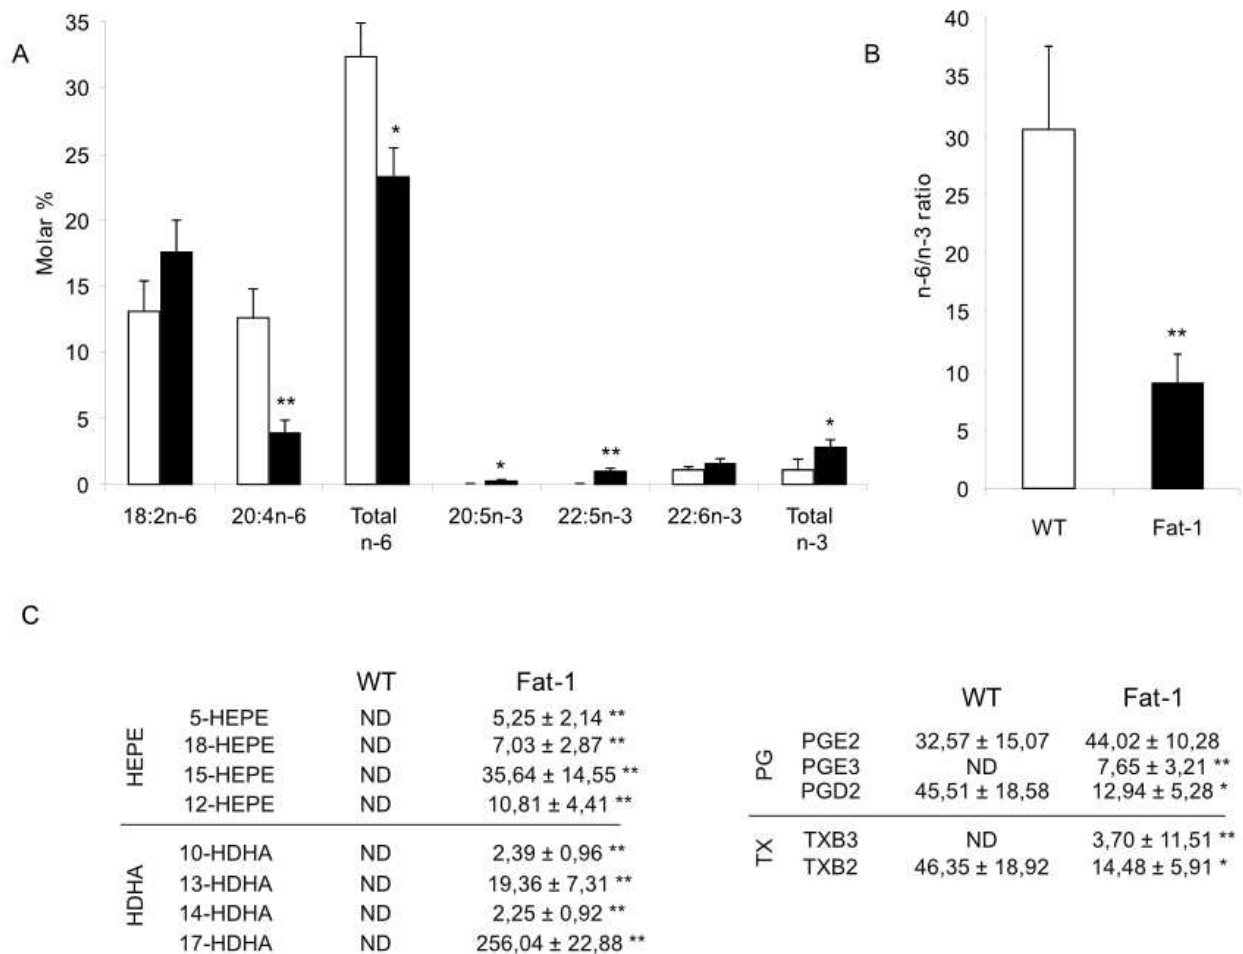 A
Molar %
35
30
25
20
15
10
5
0
*
**
*
**
*
18:2n-6
20:4n-6
Total
n-6
20:5n-3
22:5n-3
22:6n-3
Total
n-3
B
n-6/n-3 ratio
40
35
30
25
20
15
10
5
0
**
WT
Fat-1
C
WT Fat-1
HEPE
5-HEPE ND 5,25 ± 2,14 **
18-HEPE ND 7,03 ± 2,87 **
15-HEPE ND 35,64 ± 14,55 **
12-HEPE ND 10,81 ± 4,41 **
HDHA
10-HDHA ND 2,39 ± 0,96 **
13-HDHA ND 19,36 ± 7,31 **
14-HDHA ND 2,25 ± 0,92 **
17-HDHA ND 256,04 ± 22,88 **
WT Fat-1
PG
PGE2 32,57 ± 15,07 44,02 ± 10,28
PGE3 ND 7,65 ± 3,21 **
PGD2 45,51 ± 18,58 12,94 ± 5,28 *
TX
TXB3 ND 3,70 ± 11,51 **
TXB2 46,35 ± 18,92 14,48 ± 5,91 *